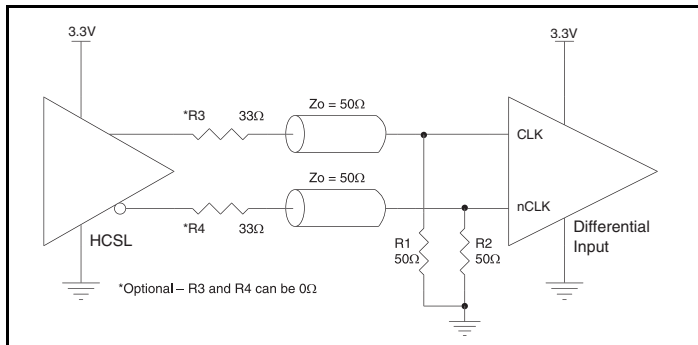 3.3V
3.3V
*R3 33Ω
Zo = 50Ω
CLK
Zo = 50Ω
nCLK
HCSL
*R4 33Ω
R1
50Ω
R2
50Ω
Differential
Input
*Optional – R3 and R4 can be 0Ω